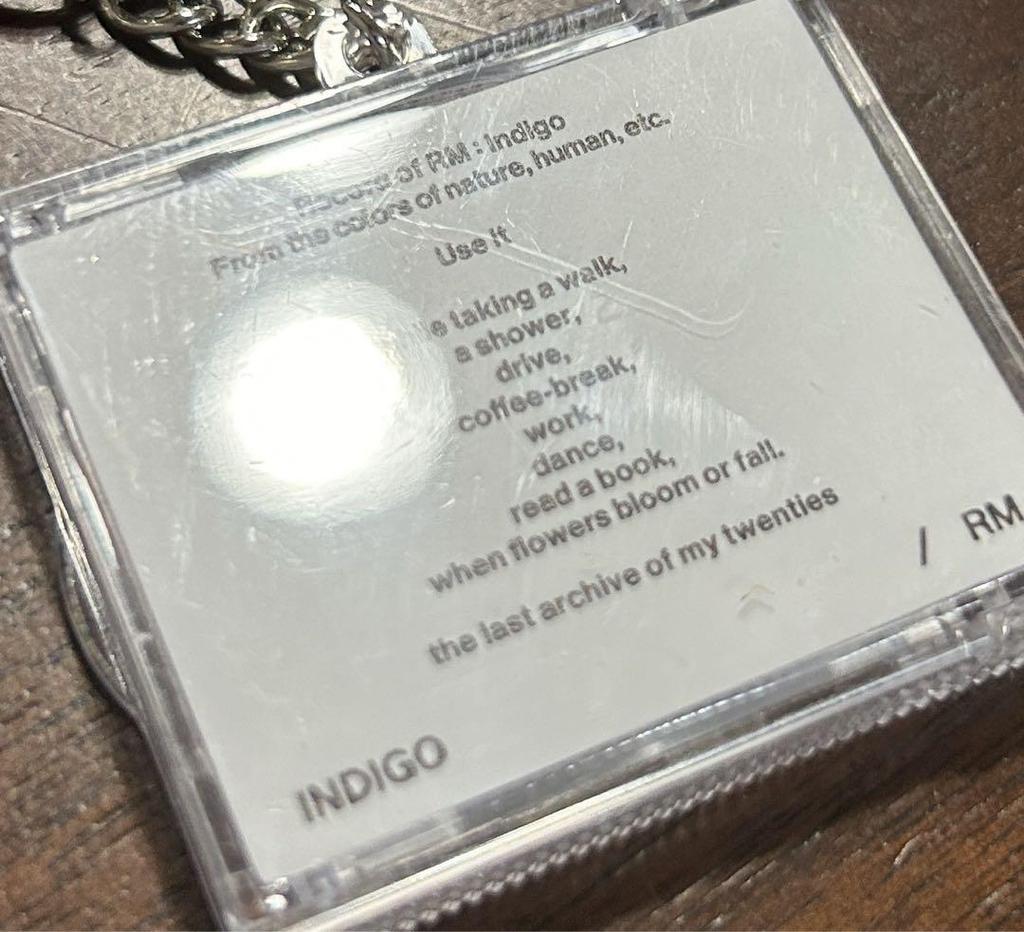 Record of RM : Indigo
From the colors of nature, human, etc.
Use it
taking a walk,
a shower,
drive,
coffee-break,
work,
dance,
read a book,
when flowers bloom or fall.
the last archive of my twenties
INDIGO / RM